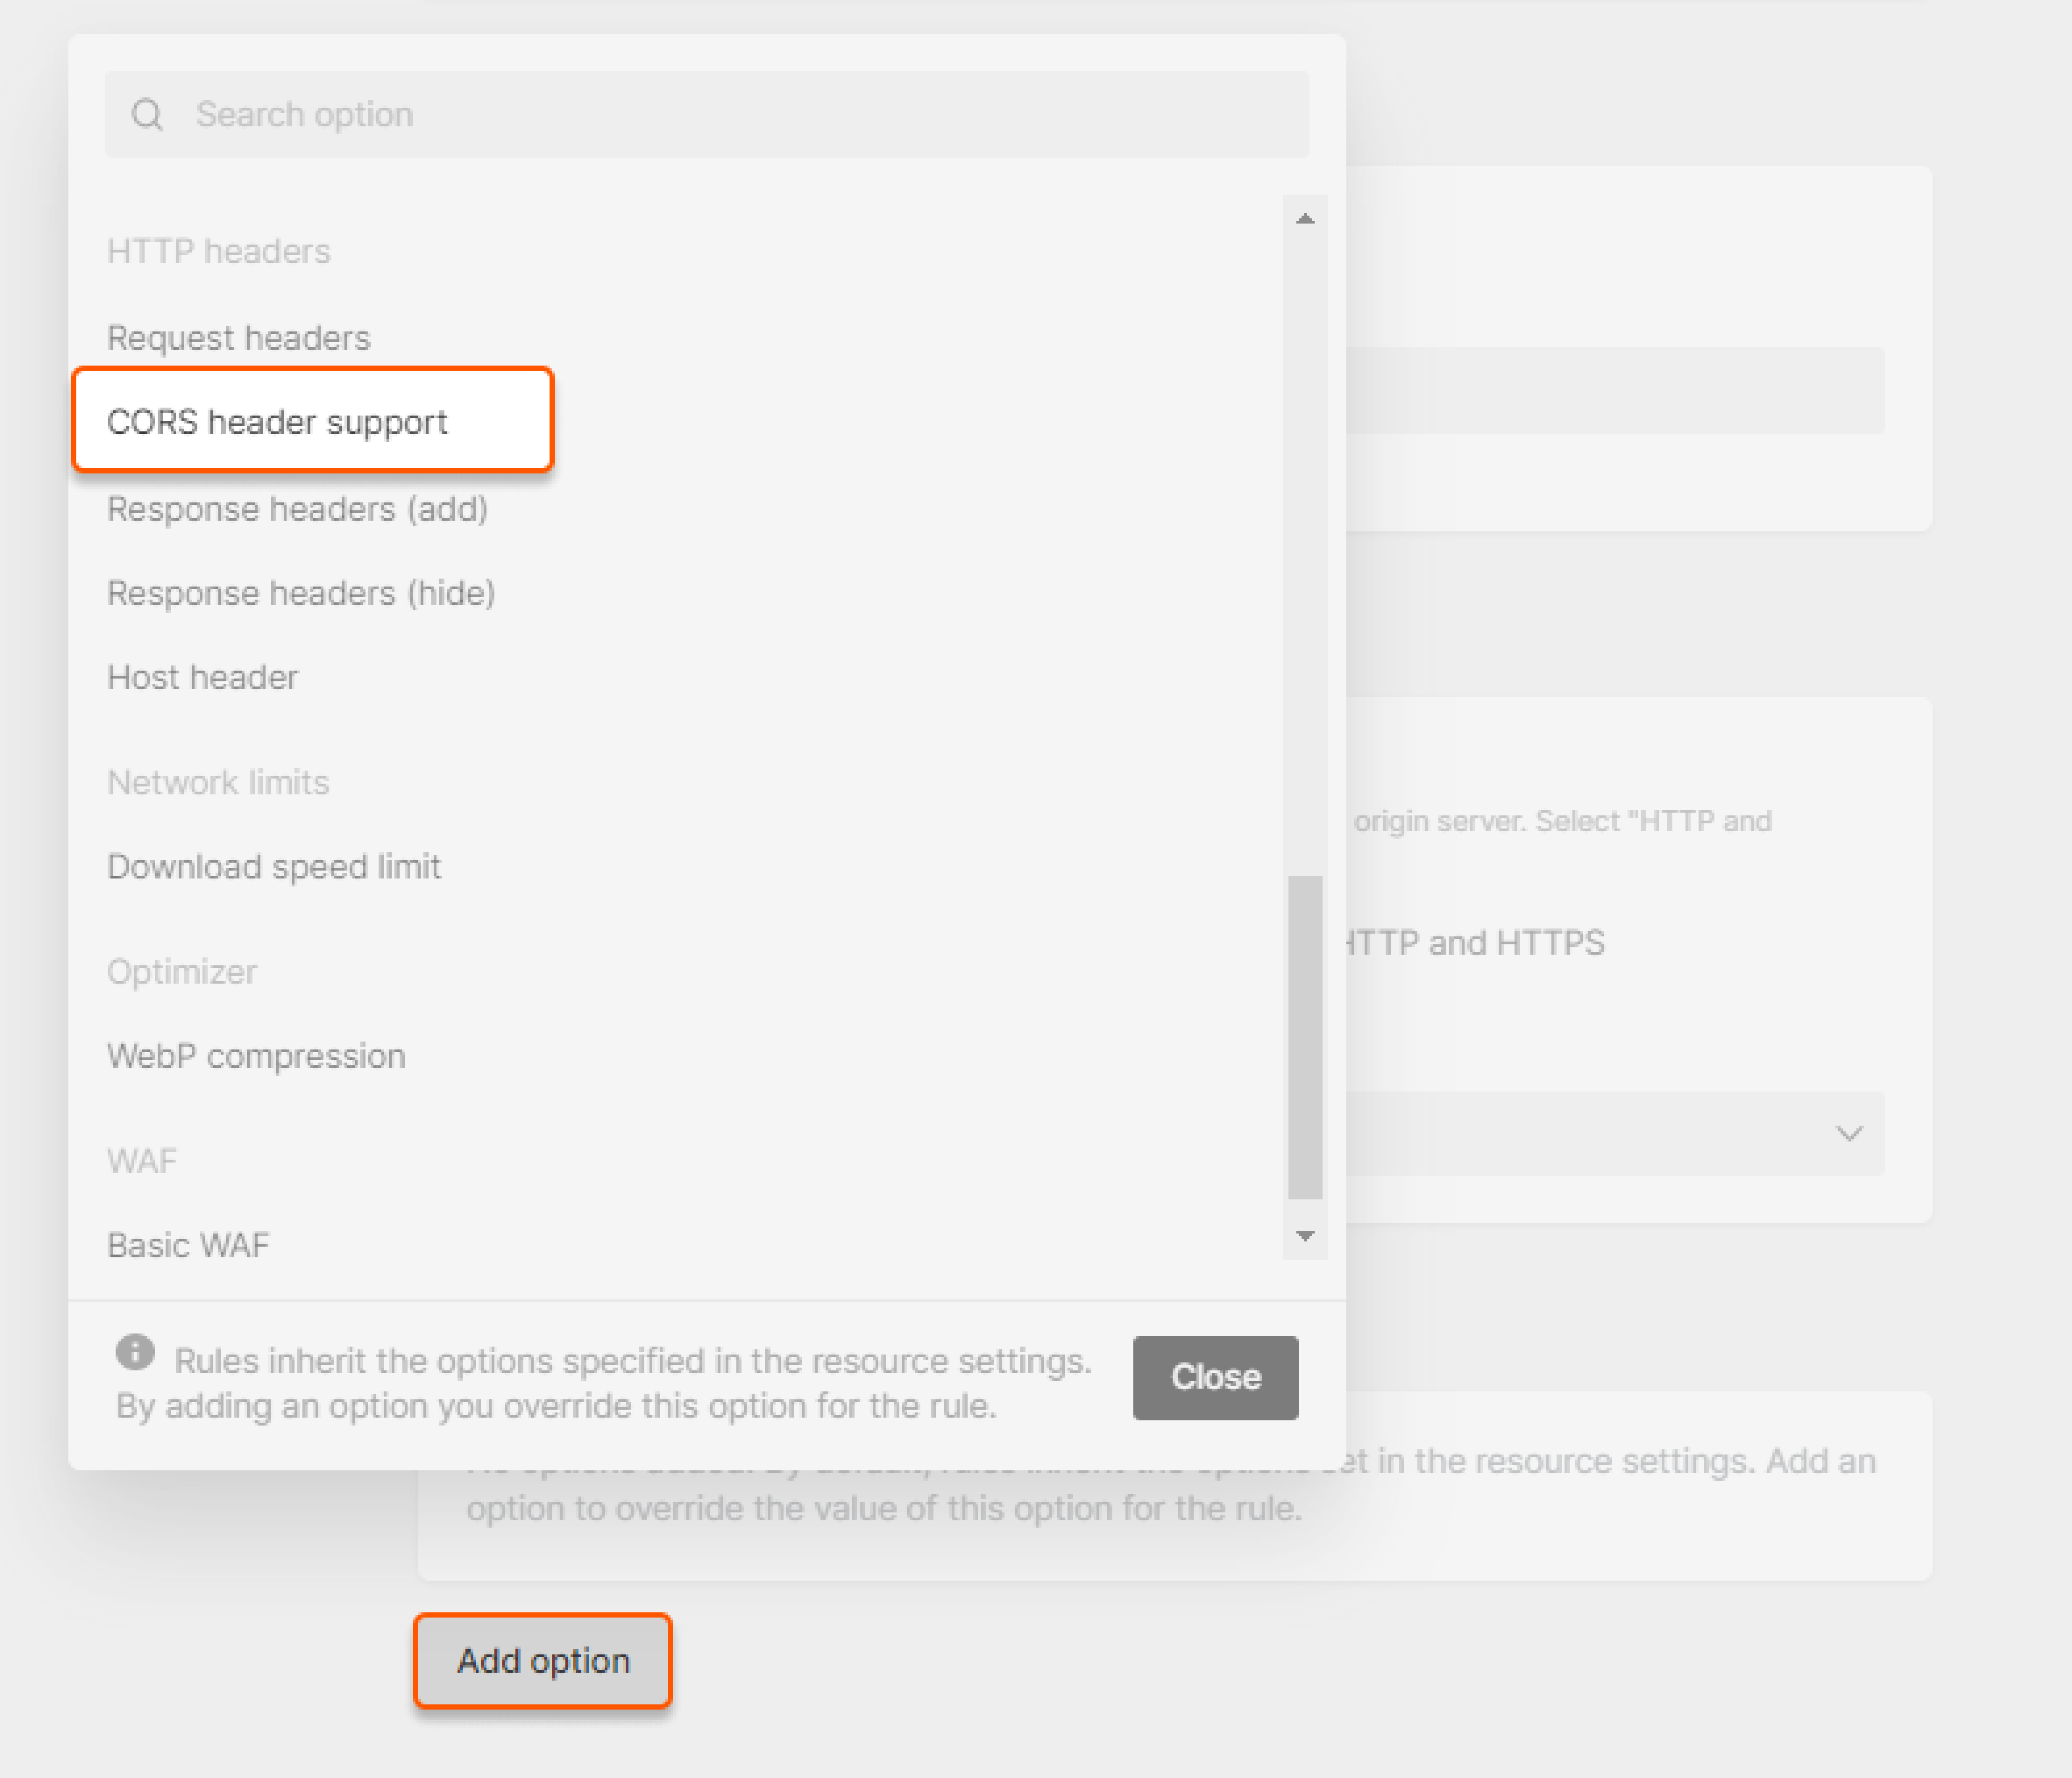 Search option
HTTP headers
Request headers
CORS header support
Response headers (add)
Response headers (hide)
Host header
Network limits
Download speed limit
Optimizer
WebP compression
WAF
Basic WAF
Rules inherit the options specified in the resource settings.
By adding an option you override this option for the rule.
Close
origin server. Select "HTTP and
HTTP and HTTPS
in the resource settings. Add an
option to override the value of this option for the rule.
Add option